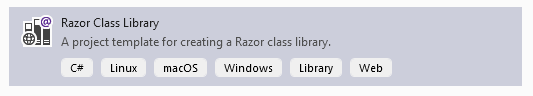 Razor Class Library
A project template for creating a Razor class library.
C# Linux macOS Windows Library Web